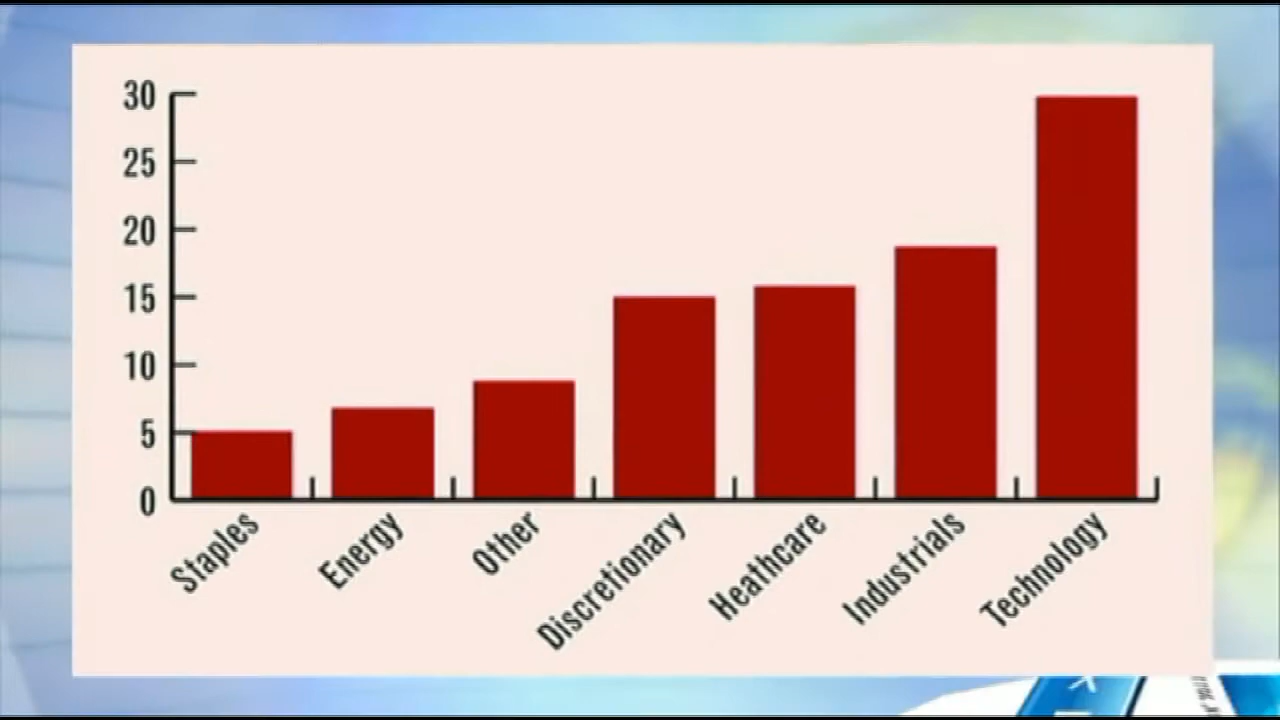 30
25
20
15
10
5
0
Staples
Energy
Other
Discretionary
Heathcare
Industrials
Technology